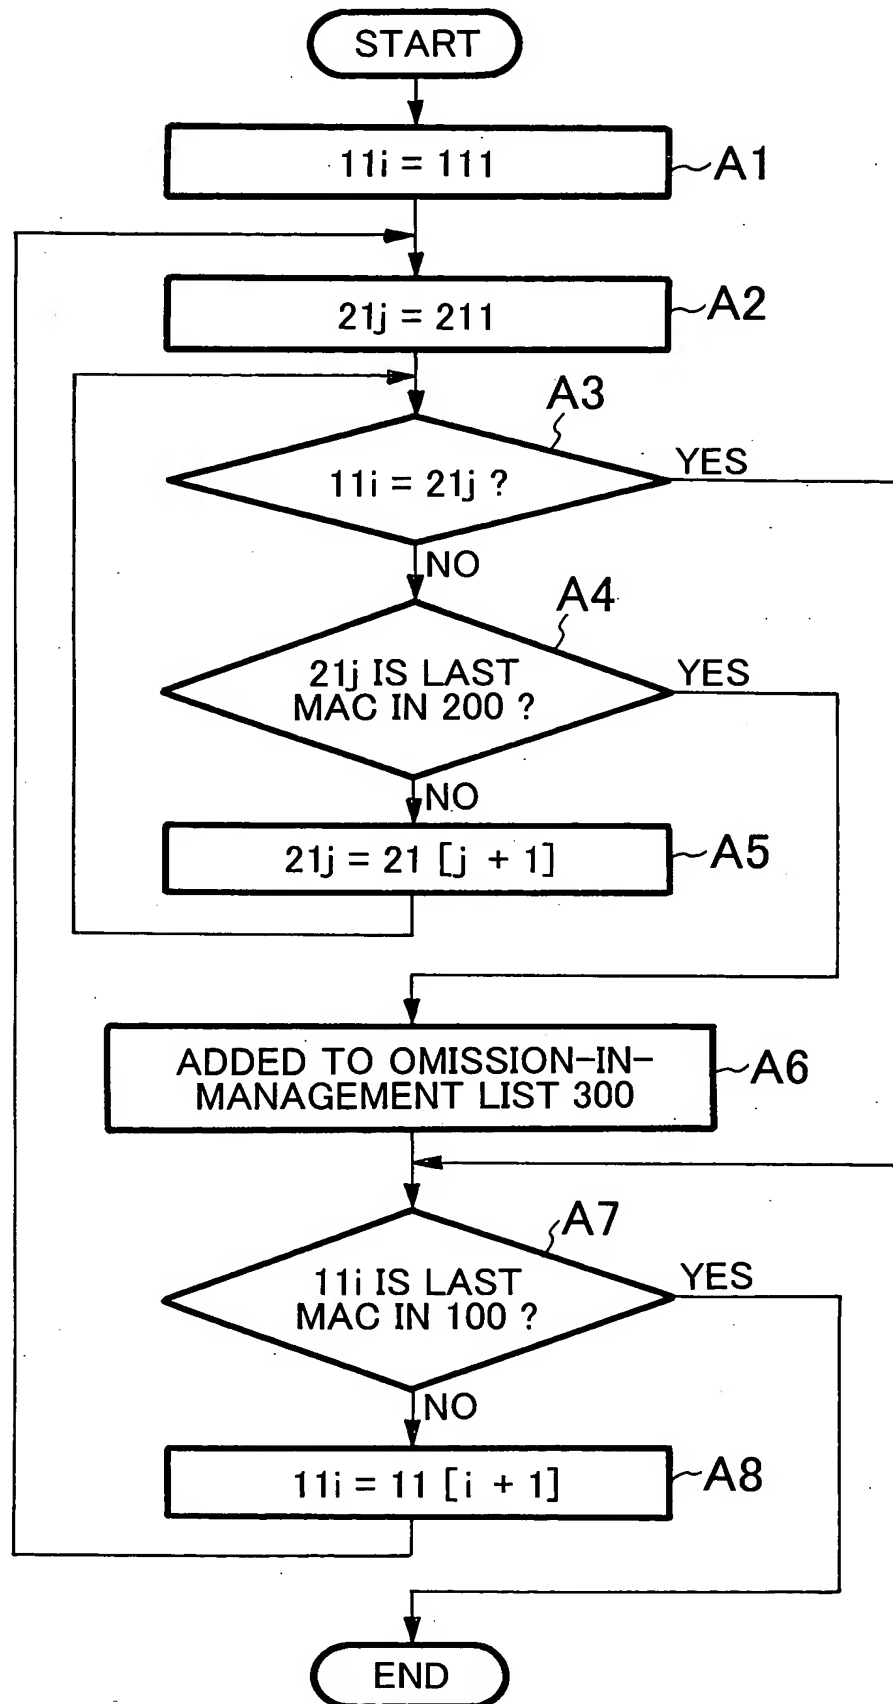 START
11i = 111
A1
21j = 211
A2
A3
11i = 21j ?
YES
NO
A4
21j IS LAST
MAC IN 200 ?
YES
NO
21j = 21 [j + 1]
A5
ADDED TO OMISSION-IN-
MANAGEMENT LIST 300
A6
A7
11i IS LAST
MAC IN 100 ?
YES
NO
11i = 11 [i + 1]
A8
END